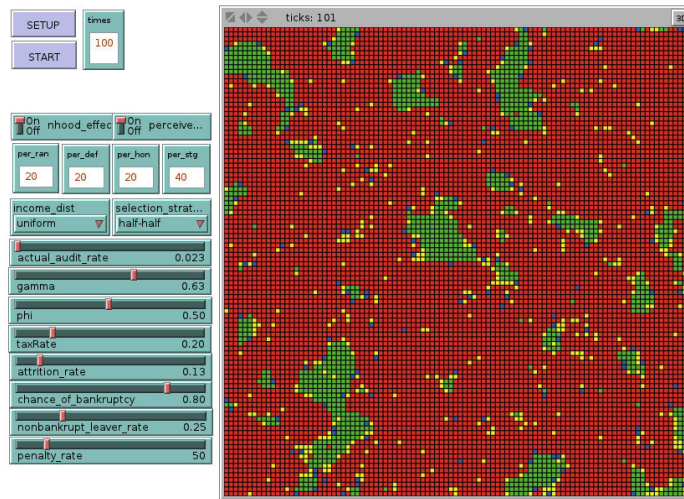 SETUP
START
times
100
ticks: 101
3D
On
Off
nhood_effec
On
Off
perceive...
per_ran
20
per_def
20
per_hon
20
per_stg
40
income_dist
uniform
selection_strat...
half-half
actual_audit_rate 0.023
gamma 0.63
phi 0.50
taxRate 0.20
attrition_rate 0.13
chance_of_bankruptcy 0.80
nonbankrupt_leaver_rate 0.25
penalty_rate 50